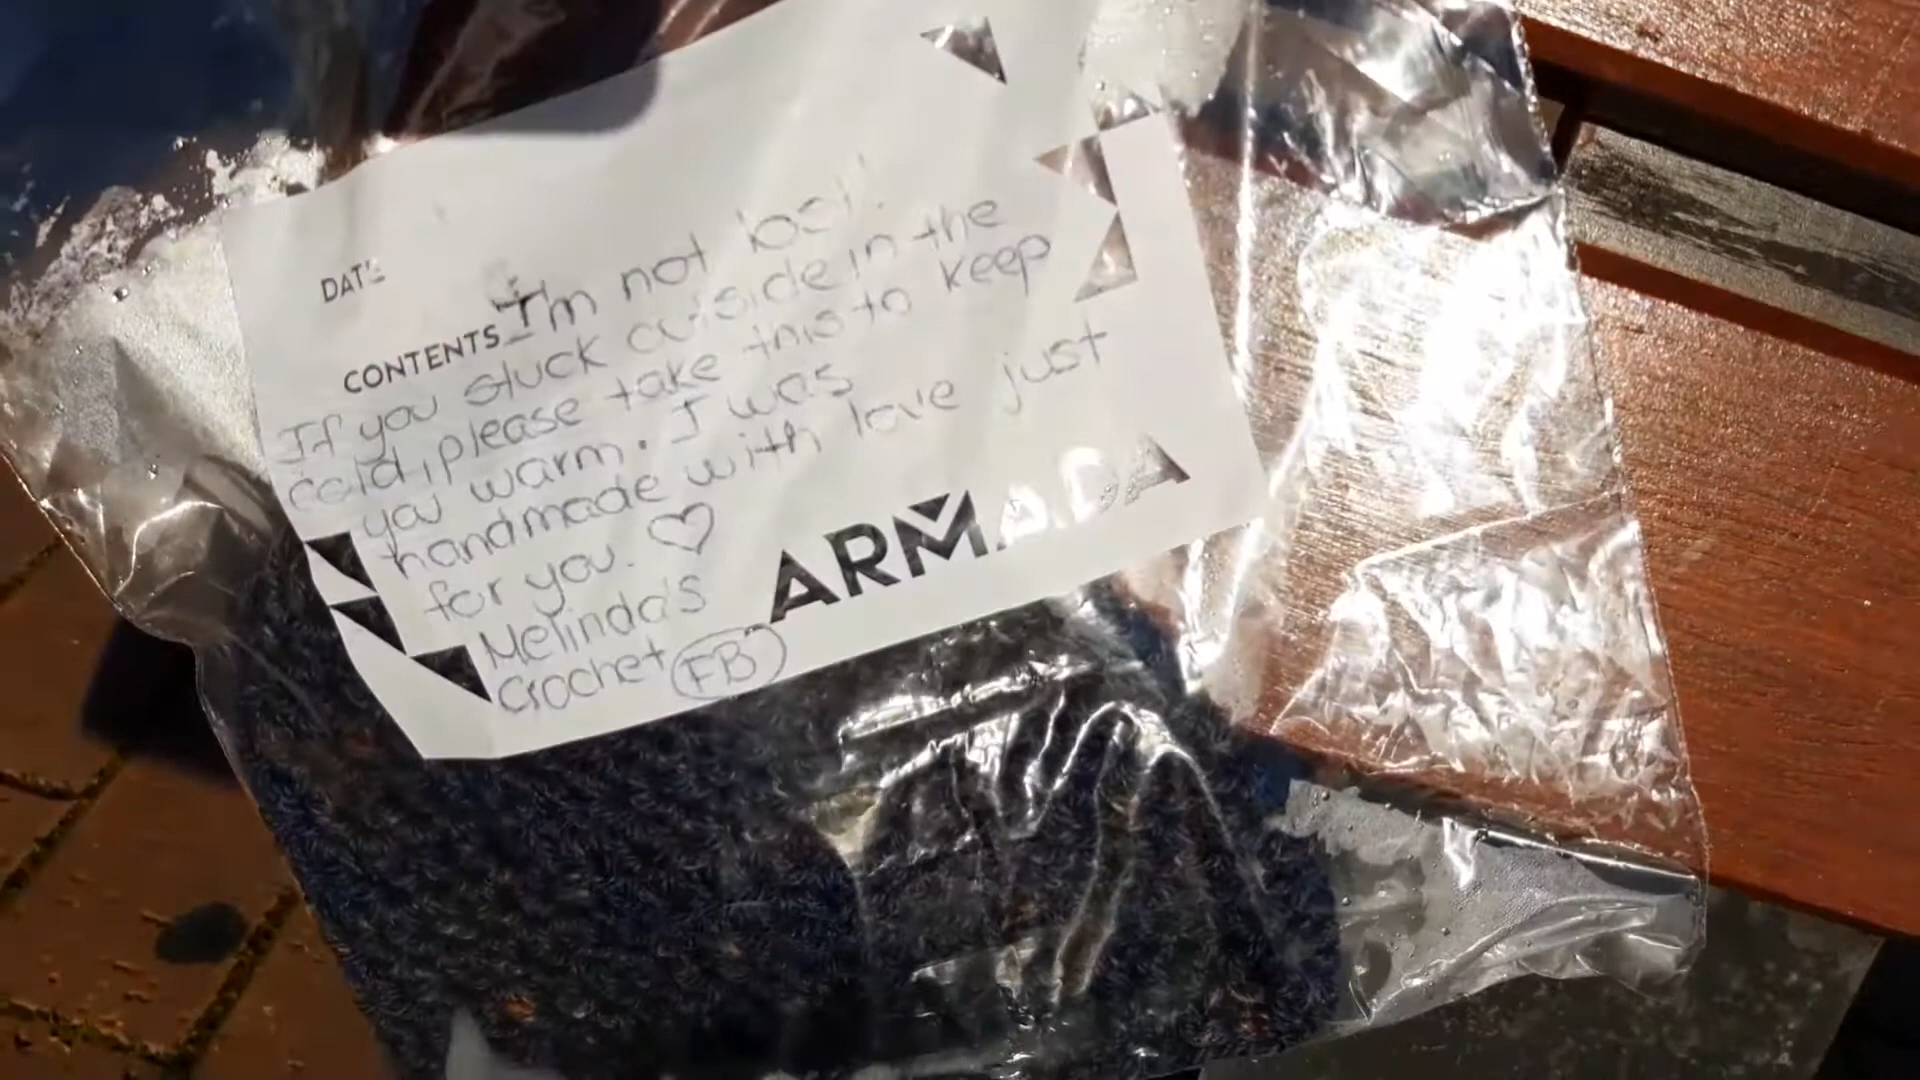 DATE
CONTENTS I'm not lost!
If you stuck outside in the
cold, please take this to keep
you warm. I was
handmade with love just
for you. ♡
Melinda's
Crochet FB
ARMADA